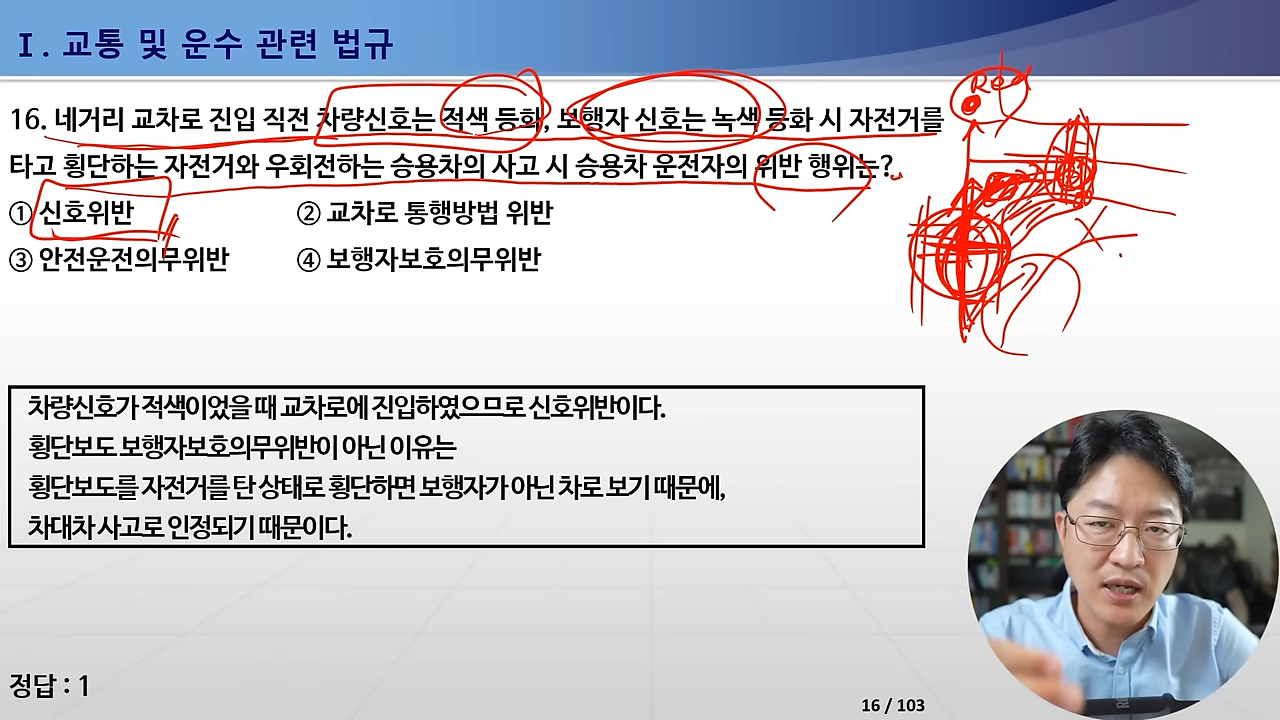 Ⅰ. 교통 및 운수 관련 법규
Red
16. 네거리 교차로 진입 직전 차량신호는 적색 등화, 보행자 신호는 녹색 등화 시 자전거를
타고 횡단하는 자전거와 우회전하는 승용차의 사고 시 승용차 운전자의 위반 행위는?
① 신호위반 ② 교차로 통행방법 위반
③ 안전운전의무위반 ④ 보행자보호의무위반
차량신호가 적색이었을 때 교차로에 진입하였으므로 신호위반이다.
횡단보도 보행자보호의무위반이 아닌 이유는
횡단보도를 자전거를 탄 상태로 횡단하면 보행자가 아닌 차로 보기 때문에,
차대차 사고로 인정되기 때문이다.
정답 : 1
16 / 103